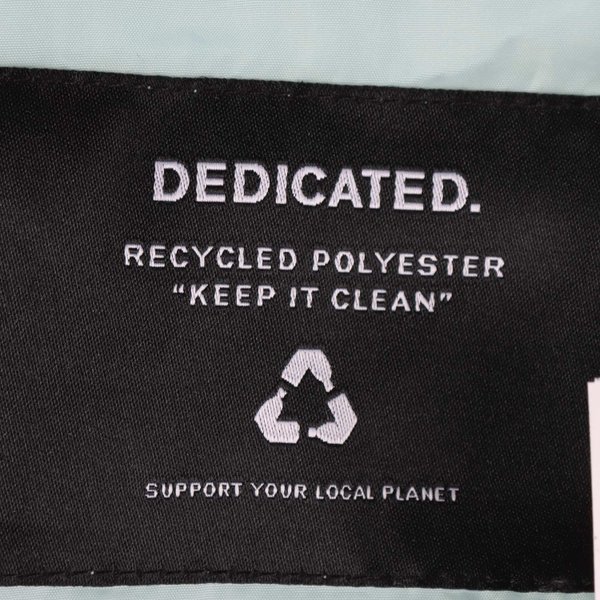 DEDICATED.
RECYCLED POLYESTER
“KEEP IT CLEAN”
SUPPORT YOUR LOCAL PLANET